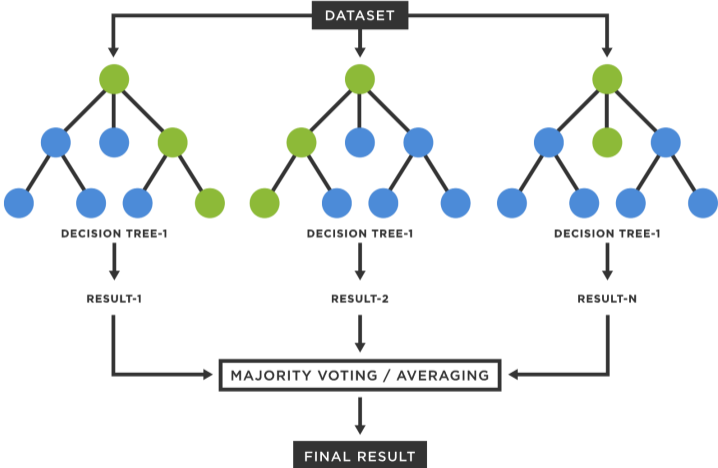 DATASET
DECISION TREE-1
DECISION TREE-1
DECISION TREE-1
RESULT-1
RESULT-2
RESULT-N
MAJORITY VOTING / AVERAGING
FINAL RESULT